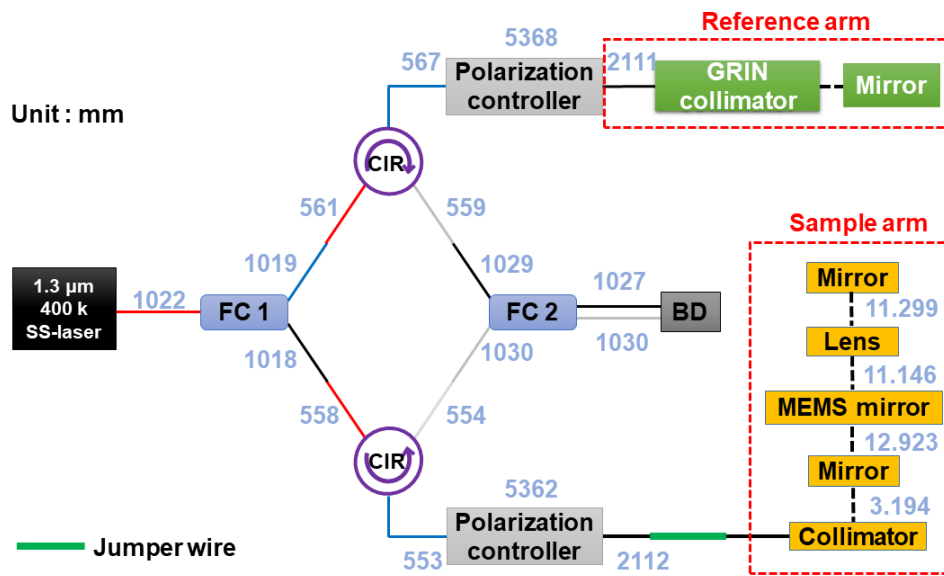 Reference arm
5368
567
Polarization
controller
2111
GRIN
collimator
Mirror
Unit : mm
CIR
561
559
Sample arm
1019
1029
1.3 µm
400 k
SS-laser
1022
FC 1
FC 2
1027
BD
1030
1030
1018
558
554
Mirror
11.299
Lens
11.146
MEMS mirror
12.923
Mirror
3.194
Collimator
CIR
5362
Polarization
controller
553
2112
Jumper wire